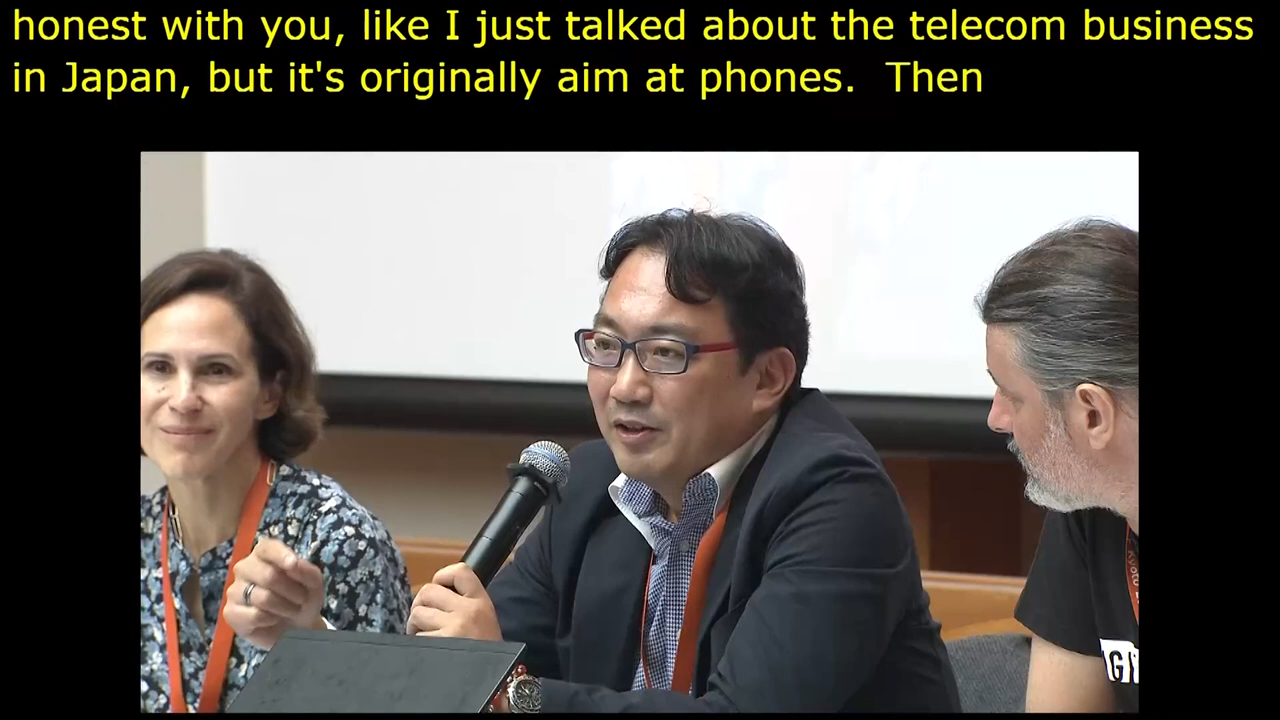 honest with you, like I just talked about the telecom business
in Japan, but it's originally aim at phones.  Then
Kyoto